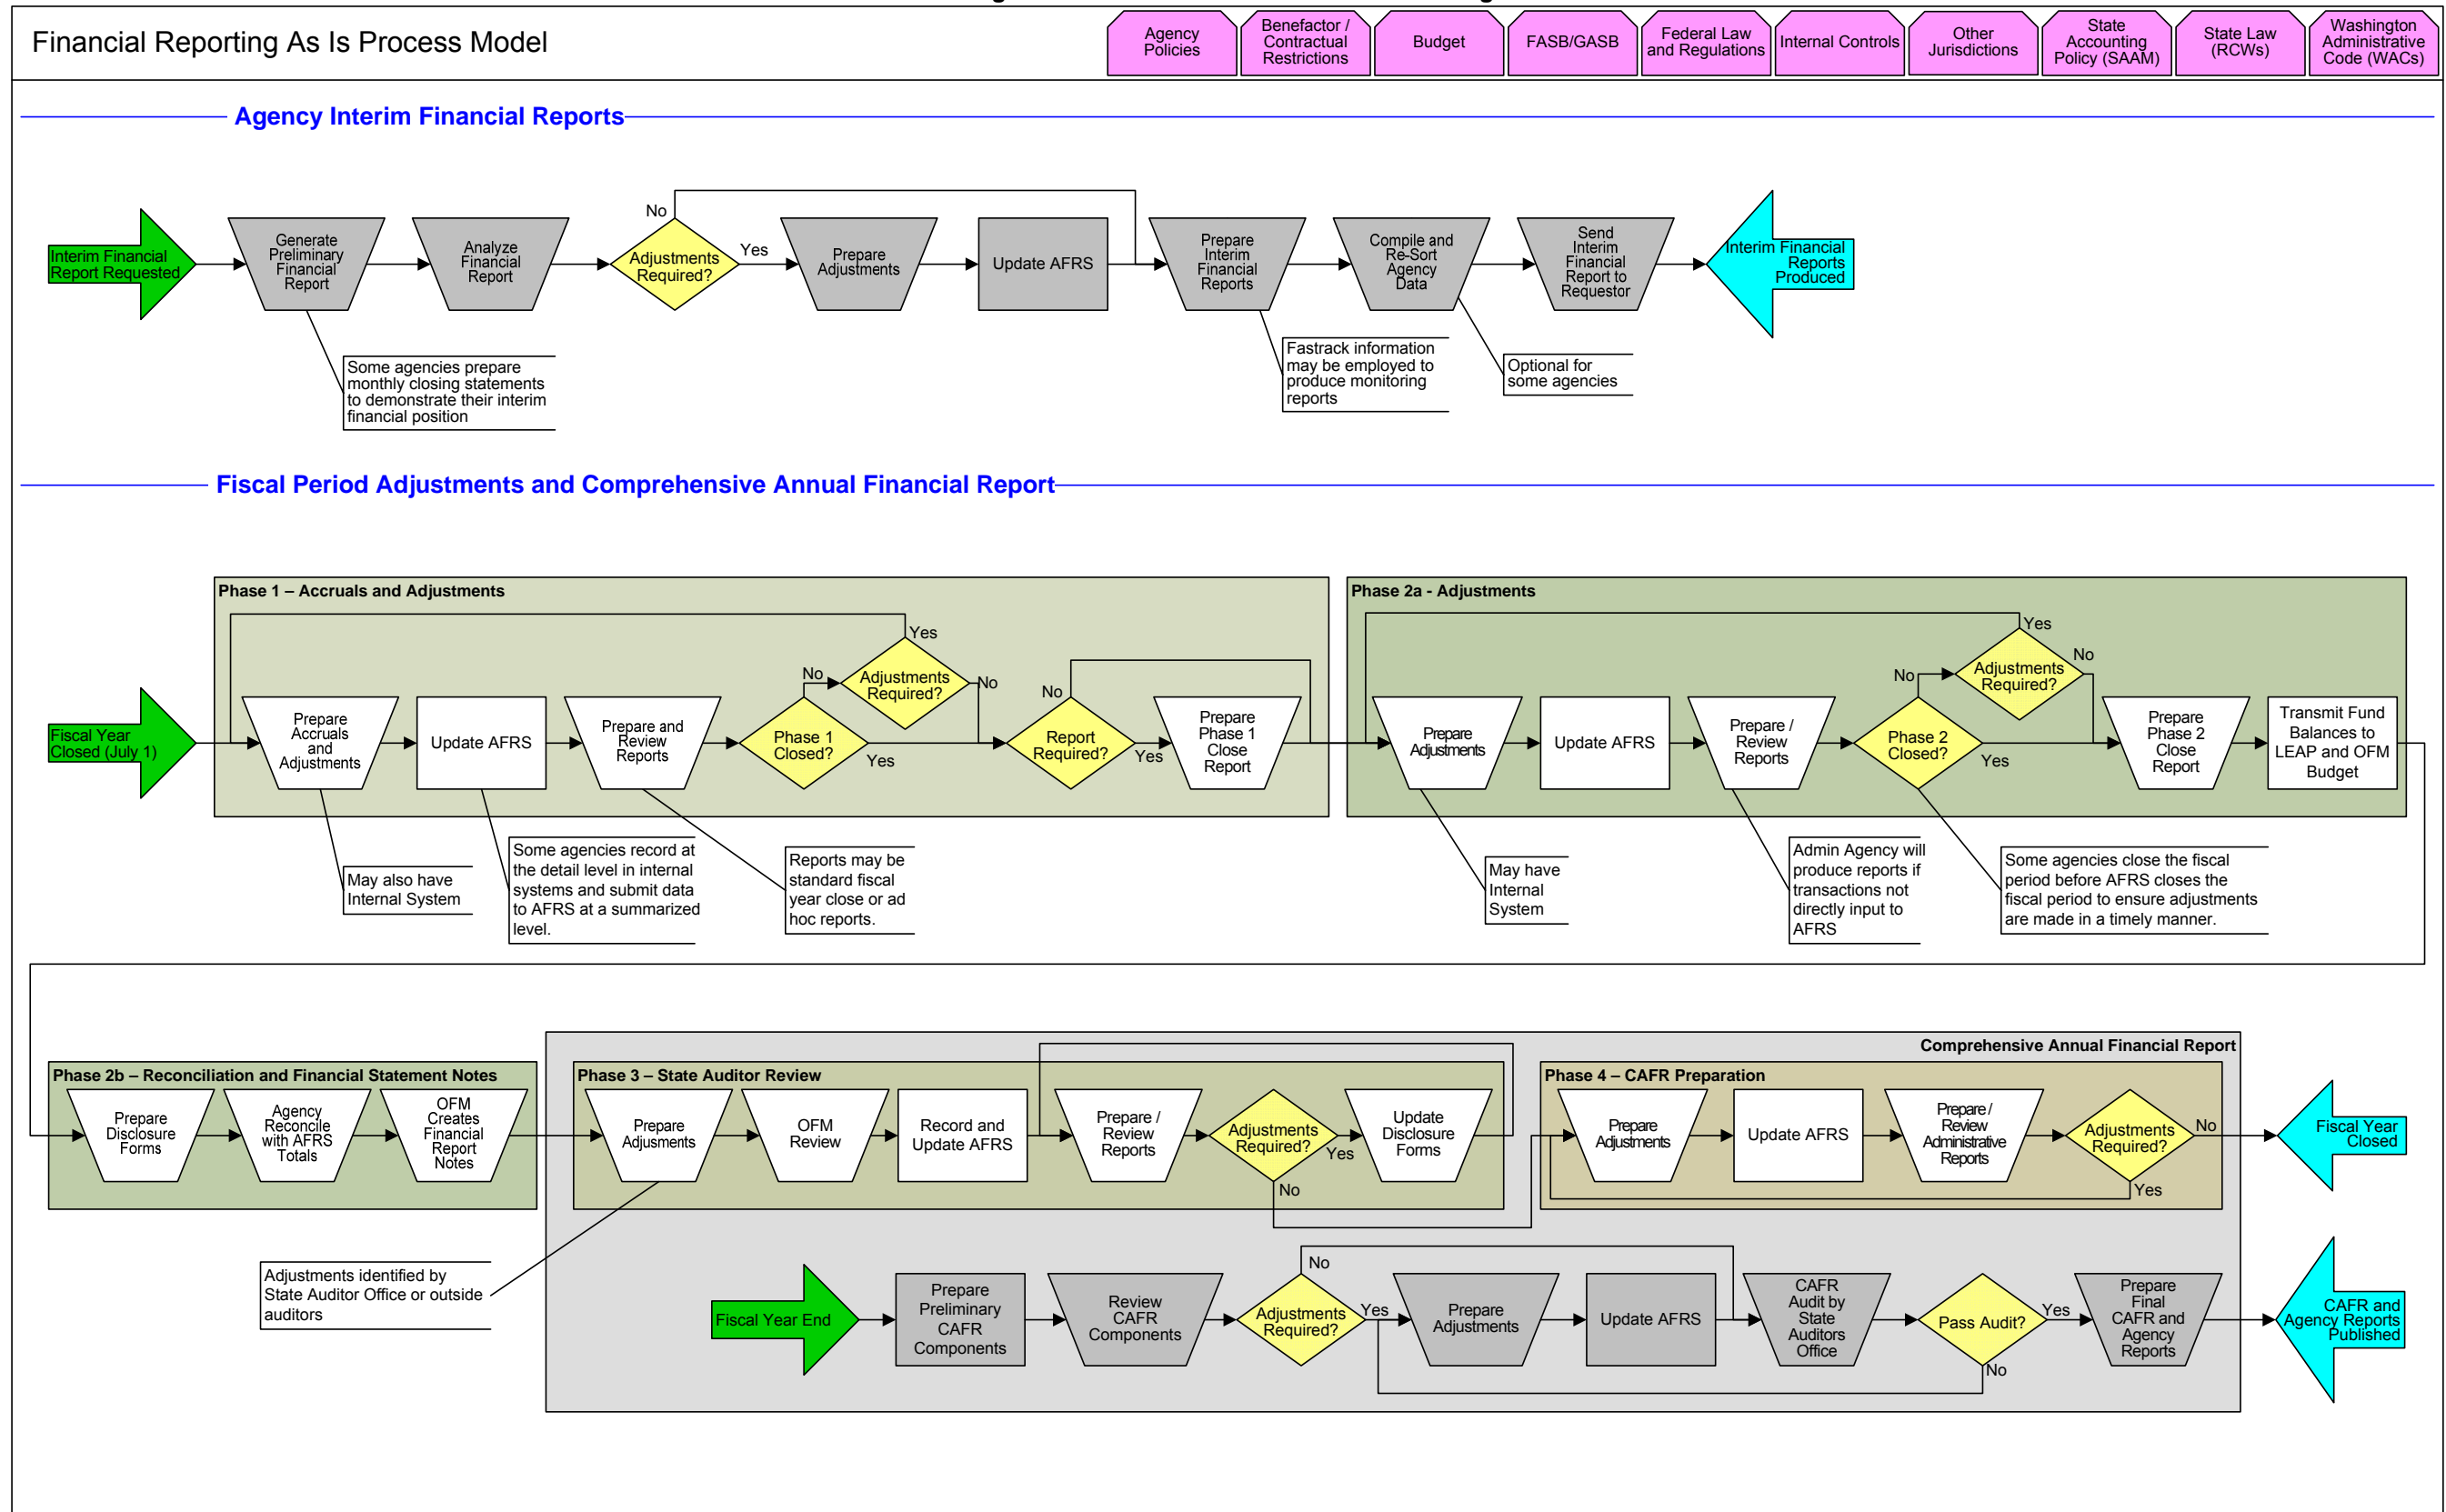 Financial Reporting As Is Process Model
Agency
Policies
Benefactor /
Contractual
Restrictions
Budget
FASB/GASB
Federal Law
and Regulations
Internal Controls
Other
Jurisdictions
State
Accounting
Policy (SAAM)
State Law
(RCWs)
Washington
Administrative
Code (WACs)
Agency Interim Financial Reports
Interim Financial
Report Requested
Generate
Preliminary
Financial
Report
Analyze
Financial
Report
No
Adjustments
Required?
Yes
Prepare
Adjustments
Update AFRS
Prepare
Interim
Financial
Reports
Compile and
Re-Sort
Agency
Data
Send
Interim
Financial
Report to
Requestor
Interim Financial
Reports
Produced
Some agencies prepare
monthly closing statements
to demonstrate their interim
financial position
Fastrack information
may be employed to
produce monitoring
reports
Optional for
some agencies
Fiscal Period Adjustments and Comprehensive Annual Financial Report
Phase 1 – Accruals and Adjustments
Fiscal Year
Closed (July 1)
Prepare
Accruals
and
Adjustments
Update AFRS
Prepare and
Review
Reports
Phase 1
Closed?
No
Yes
Adjustments
Required?
Yes
No
No
Report
Required?
Yes
Prepare
Phase 1
Close
Report
May also have
Internal System
Some agencies record at
the detail level in internal
systems and submit data
to AFRS at a summarized
level.
Reports may be
standard fiscal
year close or ad
hoc reports.
Phase 2a - Adjustments
Prepare
Adjustments
Update AFRS
Prepare /
Review
Reports
Phase 2
Closed?
No
Yes
Adjustments
Required?
Yes
No
Prepare
Phase 2
Close
Report
Transmit Fund
Balances to
LEAP and OFM
Budget
May have
Internal
System
Admin Agency will
produce reports if
transactions not
directly input to
AFRS
Some agencies close the fiscal
period before AFRS closes the
fiscal period to ensure adjustments
are made in a timely manner.
Phase 2b – Reconciliation and Financial Statement Notes
Prepare
Disclosure
Forms
Agency
Reconcile
with AFRS
Totals
OFM
Creates
Financial
Report
Notes
Comprehensive Annual Financial Report
Phase 3 – State Auditor Review
Prepare
Adjusments
OFM
Review
Record and
Update AFRS
Prepare /
Review
Reports
Adjustments
Required?
Yes
No
Update
Disclosure
Forms
Phase 4 – CAFR Preparation
Prepare
Adjustments
Update AFRS
Prepare /
Review
Administrative
Reports
Adjustments
Required?
No
Yes
Fiscal Year
Closed
Adjustments identified by
State Auditor Office or outside
auditors
Fiscal Year End
Prepare
Preliminary
CAFR
Components
Review
CAFR
Components
No
Adjustments
Required?
Yes
Prepare
Adjustments
Update AFRS
CAFR
Audit by
State
Auditors
Office
Pass Audit?
Yes
No
Prepare
Final
CAFR and
Agency
Reports
CAFR and
Agency Reports
Published